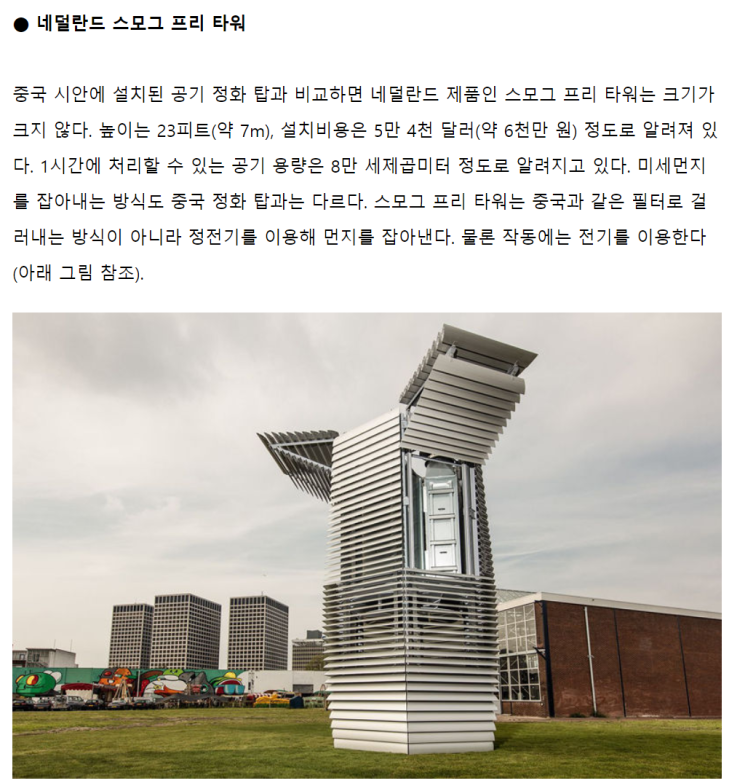 ● 네덜란드 스모그 프리 타워
중국 시안에 설치된 공기 정화 탑과 비교하면 네덜란드 제품인 스모그 프리 타워는 크기가
크지 않다. 높이는 23피트(약 7m), 설치비용은 5만 4천 달러(약 6천만 원) 정도로 알려져 있
다. 1시간에 처리할 수 있는 공기 용량은 8만 세제곱미터 정도로 알려지고 있다. 미세먼지
를 잡아내는 방식도 중국 정화 탑과는 다르다. 스모그 프리 타워는 중국과 같은 필터로 걸
러내는 방식이 아니라 정전기를 이용해 먼지를 잡아낸다. 물론 작동에는 전기를 이용한다
(아래 그림 참조).